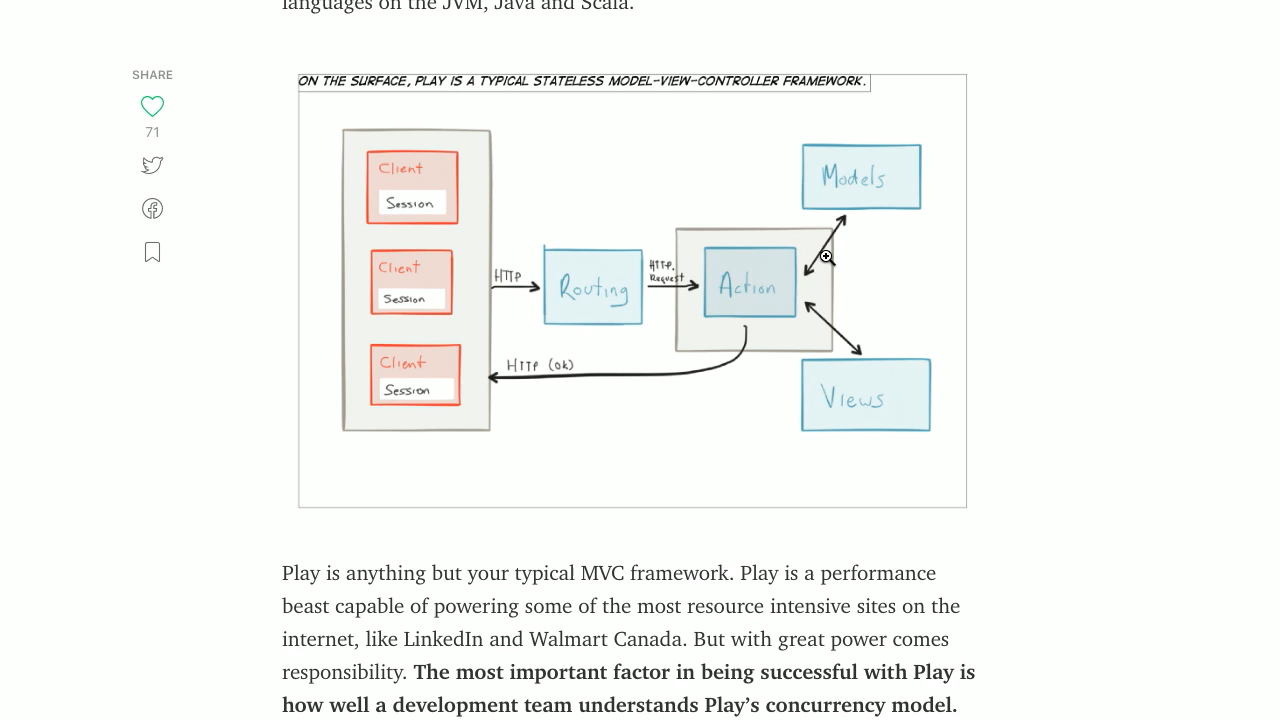 languages on the JVM, Java and Scala.
SHARE
71
ON THE SURFACE, PLAY IS A TYPICAL STATELESS MODEL-VIEW-CONTROLLER FRAMEWORK.
Client
Session
Client
Session
Client
Session
HTTP
Routing
HTTP.
Request
Action
Models
Views
HTTP (ok)
Play is anything but your typical MVC framework. Play is a performance
beast capable of powering some of the most resource intensive sites on the
internet, like LinkedIn and Walmart Canada. But with great power comes
responsibility. The most important factor in being successful with Play is
how well a development team understands Play’s concurrency model.